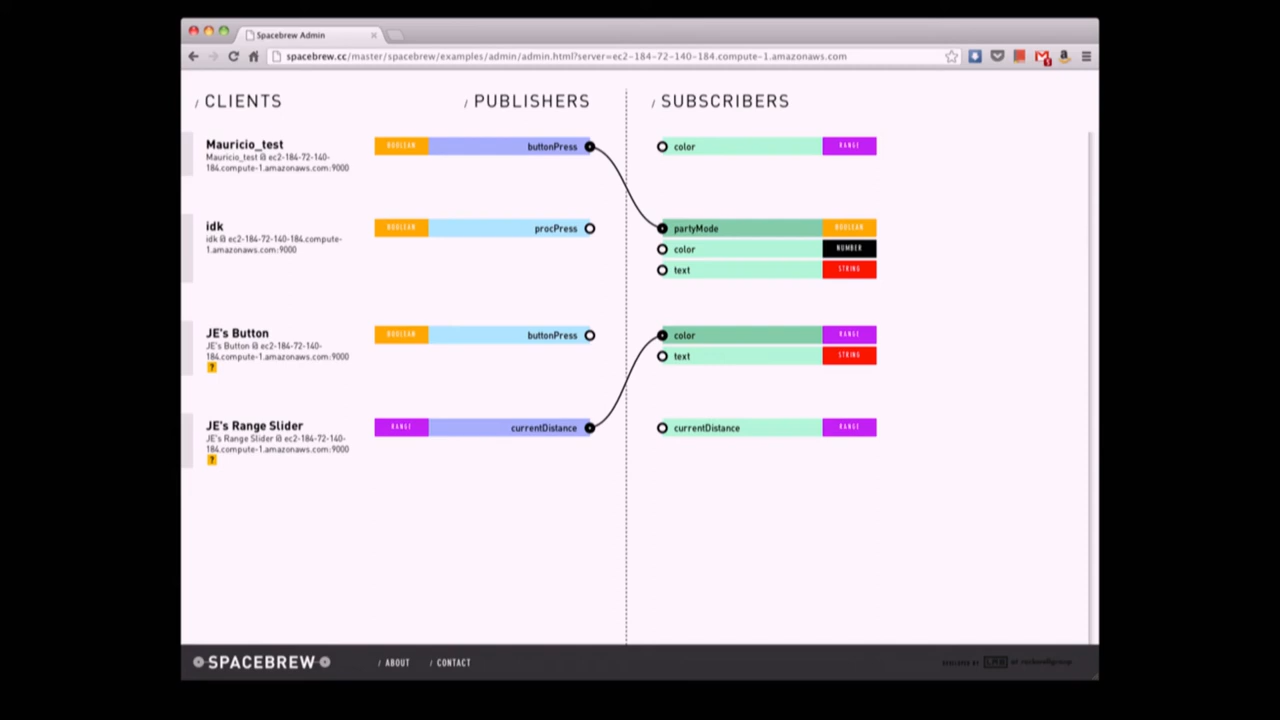 Spacebrew Admin
spacebrew.cc/master/spacebrew/examples/admin/admin.html?server=ec2-184-72-140-184.compute-1.amazonaws.com
/ CLIENTS
/ PUBLISHERS
/ SUBSCRIBERS
Mauricio_test
Mauricio_test @ ec2-184-72-140-
184.compute-1.amazonaws.com:9000
BOOLEAN
buttonPress
color
RANGE
idk
idk @ ec2-184-72-140-184.compute-
1.amazonaws.com:9000
BOOLEAN
procPress
partyMode
BOOLEAN
color
NUMBER
text
STRING
JE's Button
JE's Button @ ec2-184-72-140-
184.compute-1.amazonaws.com:9000
?
BOOLEAN
buttonPress
color
RANGE
text
STRING
JE's Range Slider
JE's Range Slider @ ec2-184-72-140-
184.compute-1.amazonaws.com:9000
?
RANGE
currentDistance
currentDistance
RANGE
SPACEBREW
/ ABOUT
/ CONTACT
DEVELOPED BY LAB at rockwellgroup